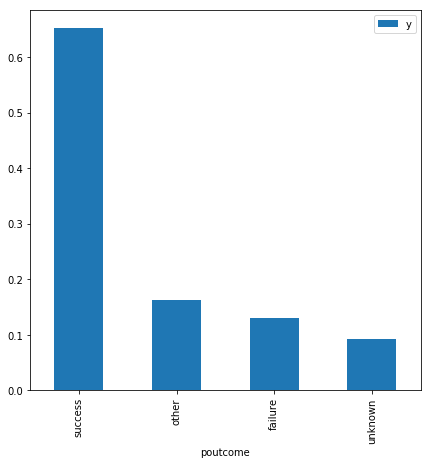 y
0.6
0.5
0.4
0.3
0.2
0.1
0.0
success
other
failure
unknown
poutcome